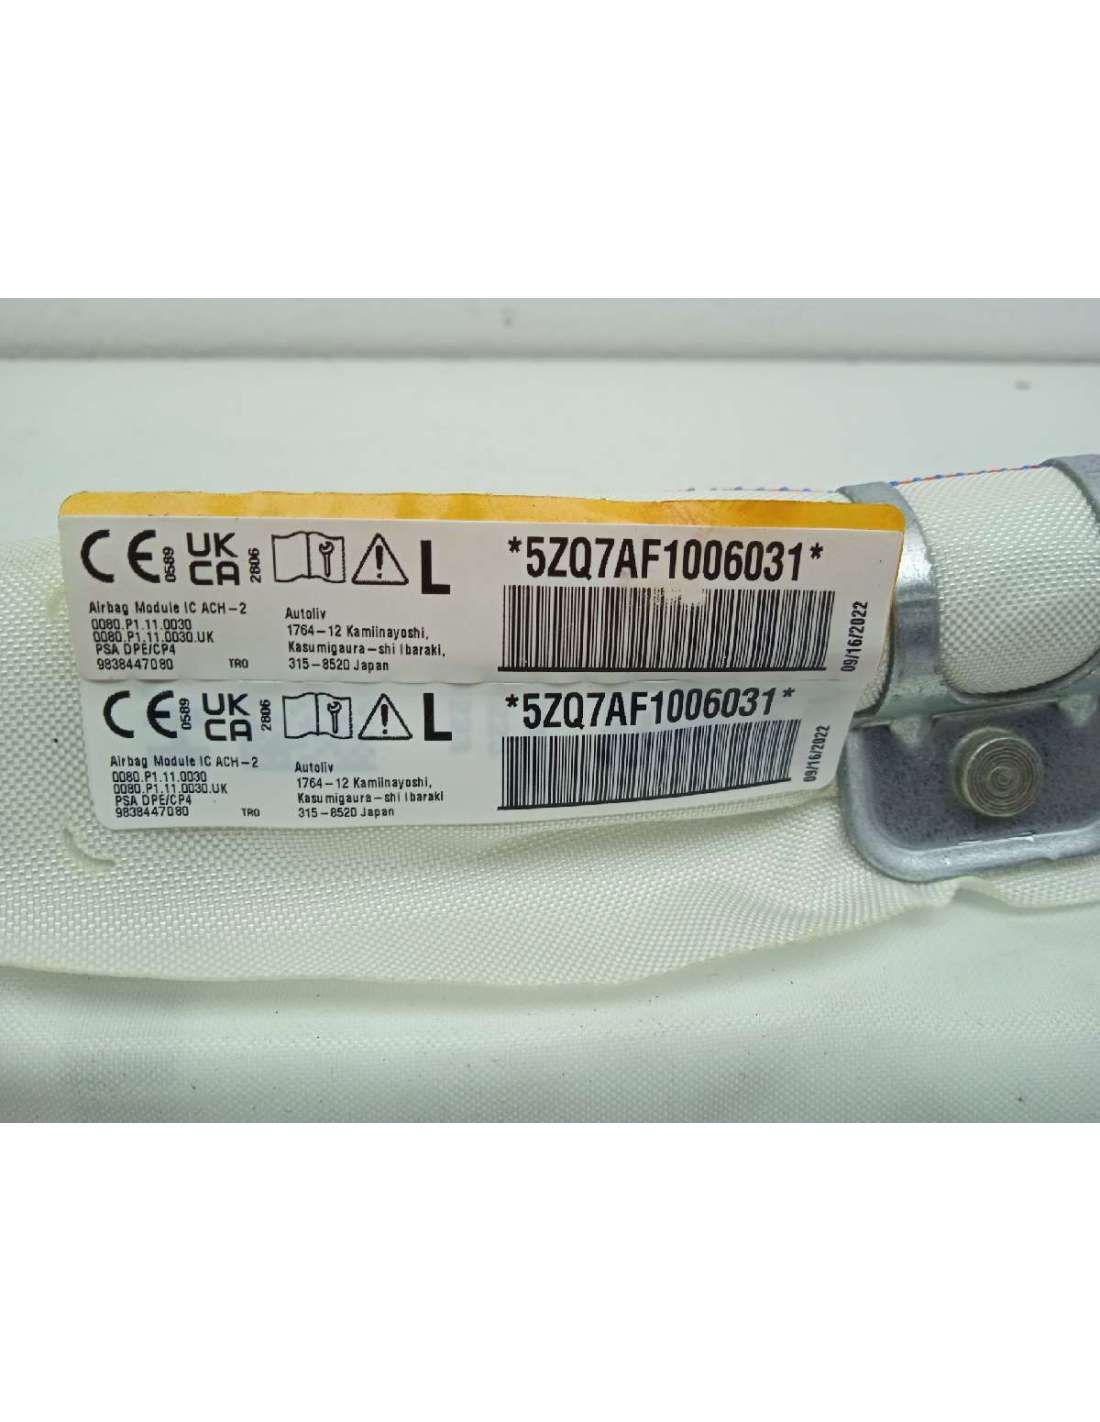 CE 0589 UK CA 2806 L *5ZQ7AF1006031*
Airbag Module IC ACH-2
0080.P1.11.0030
0080.P1.11.0030.UK
PSA DPE/CP4
9838447080 TRO
Autoliv
1764-12 Kamiinayoshi,
Kasumigaura-shi Ibaraki,
315-8520 Japan
09/16/2022
CE 0589 UK CA 2806 L *5ZQ7AF1006031*
Airbag Module IC ACH-2
0080.P1.11.0030
0080.P1.11.0030.UK
PSA DPE/CP4
9838447080 TRO
Autoliv
1764-12 Kamiinayoshi,
Kasumigaura-shi Ibaraki
315-8520 Japan
09/16/2022